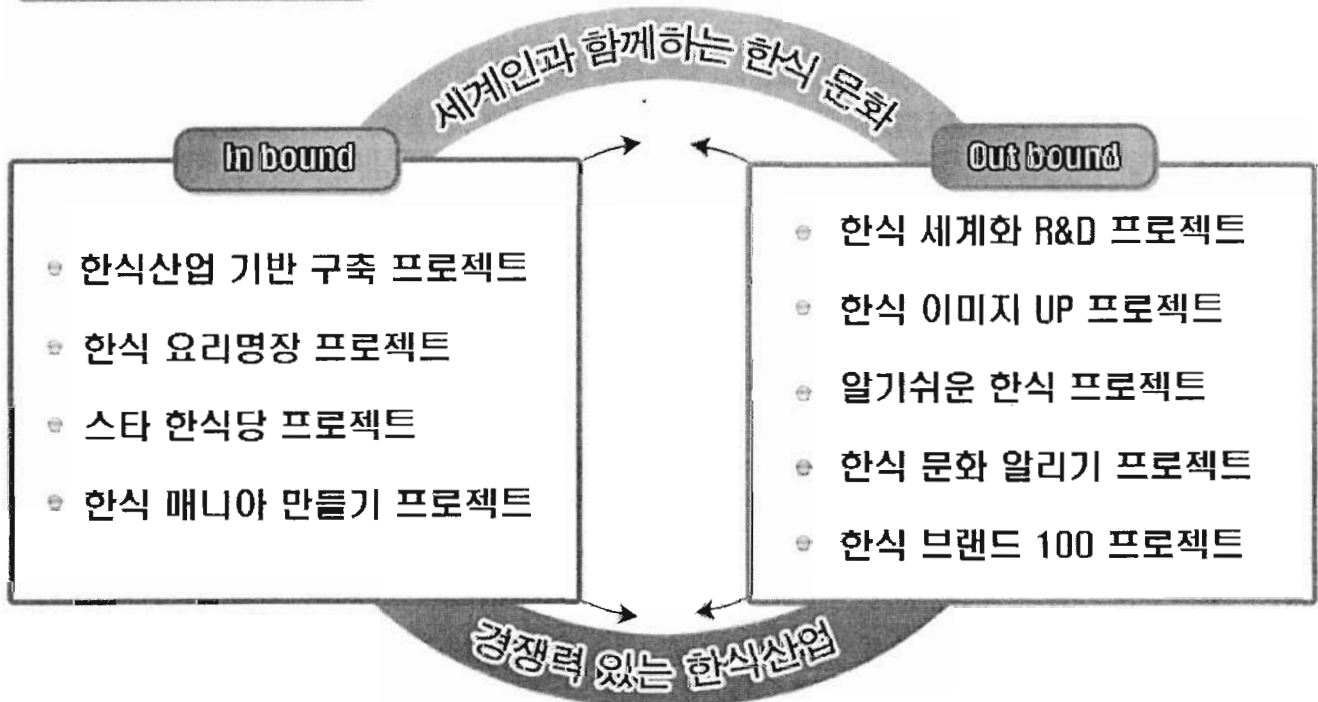 세계인과 함께하는 한식 문화
In bound
한식산업 기반 구축 프로젝트
한식 요리명장 프로젝트
스타 한식당 프로젝트
한식 매니아 만들기 프로젝트
Out bound
한식 세계화 R&D 프로젝트
한식 이미지 UP 프로젝트
알기쉬운 한식 프로젝트
한식 문화 알리기 프로젝트
한식 브랜드 100 프로젝트
경쟁력 있는 한식산업